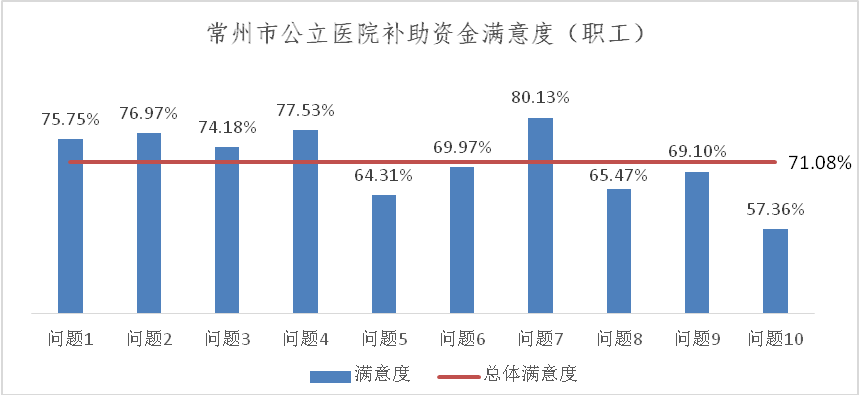 常州市公立医院补助资金满意度（职工）
75.75% 76.97% 74.18% 77.53% 64.31% 69.97% 80.13% 65.47% 69.10% 57.36%
71.08%
问题1 问题2 问题3 问题4 问题5 问题6 问题7 问题8 问题9 问题10
满意度 总体满意度